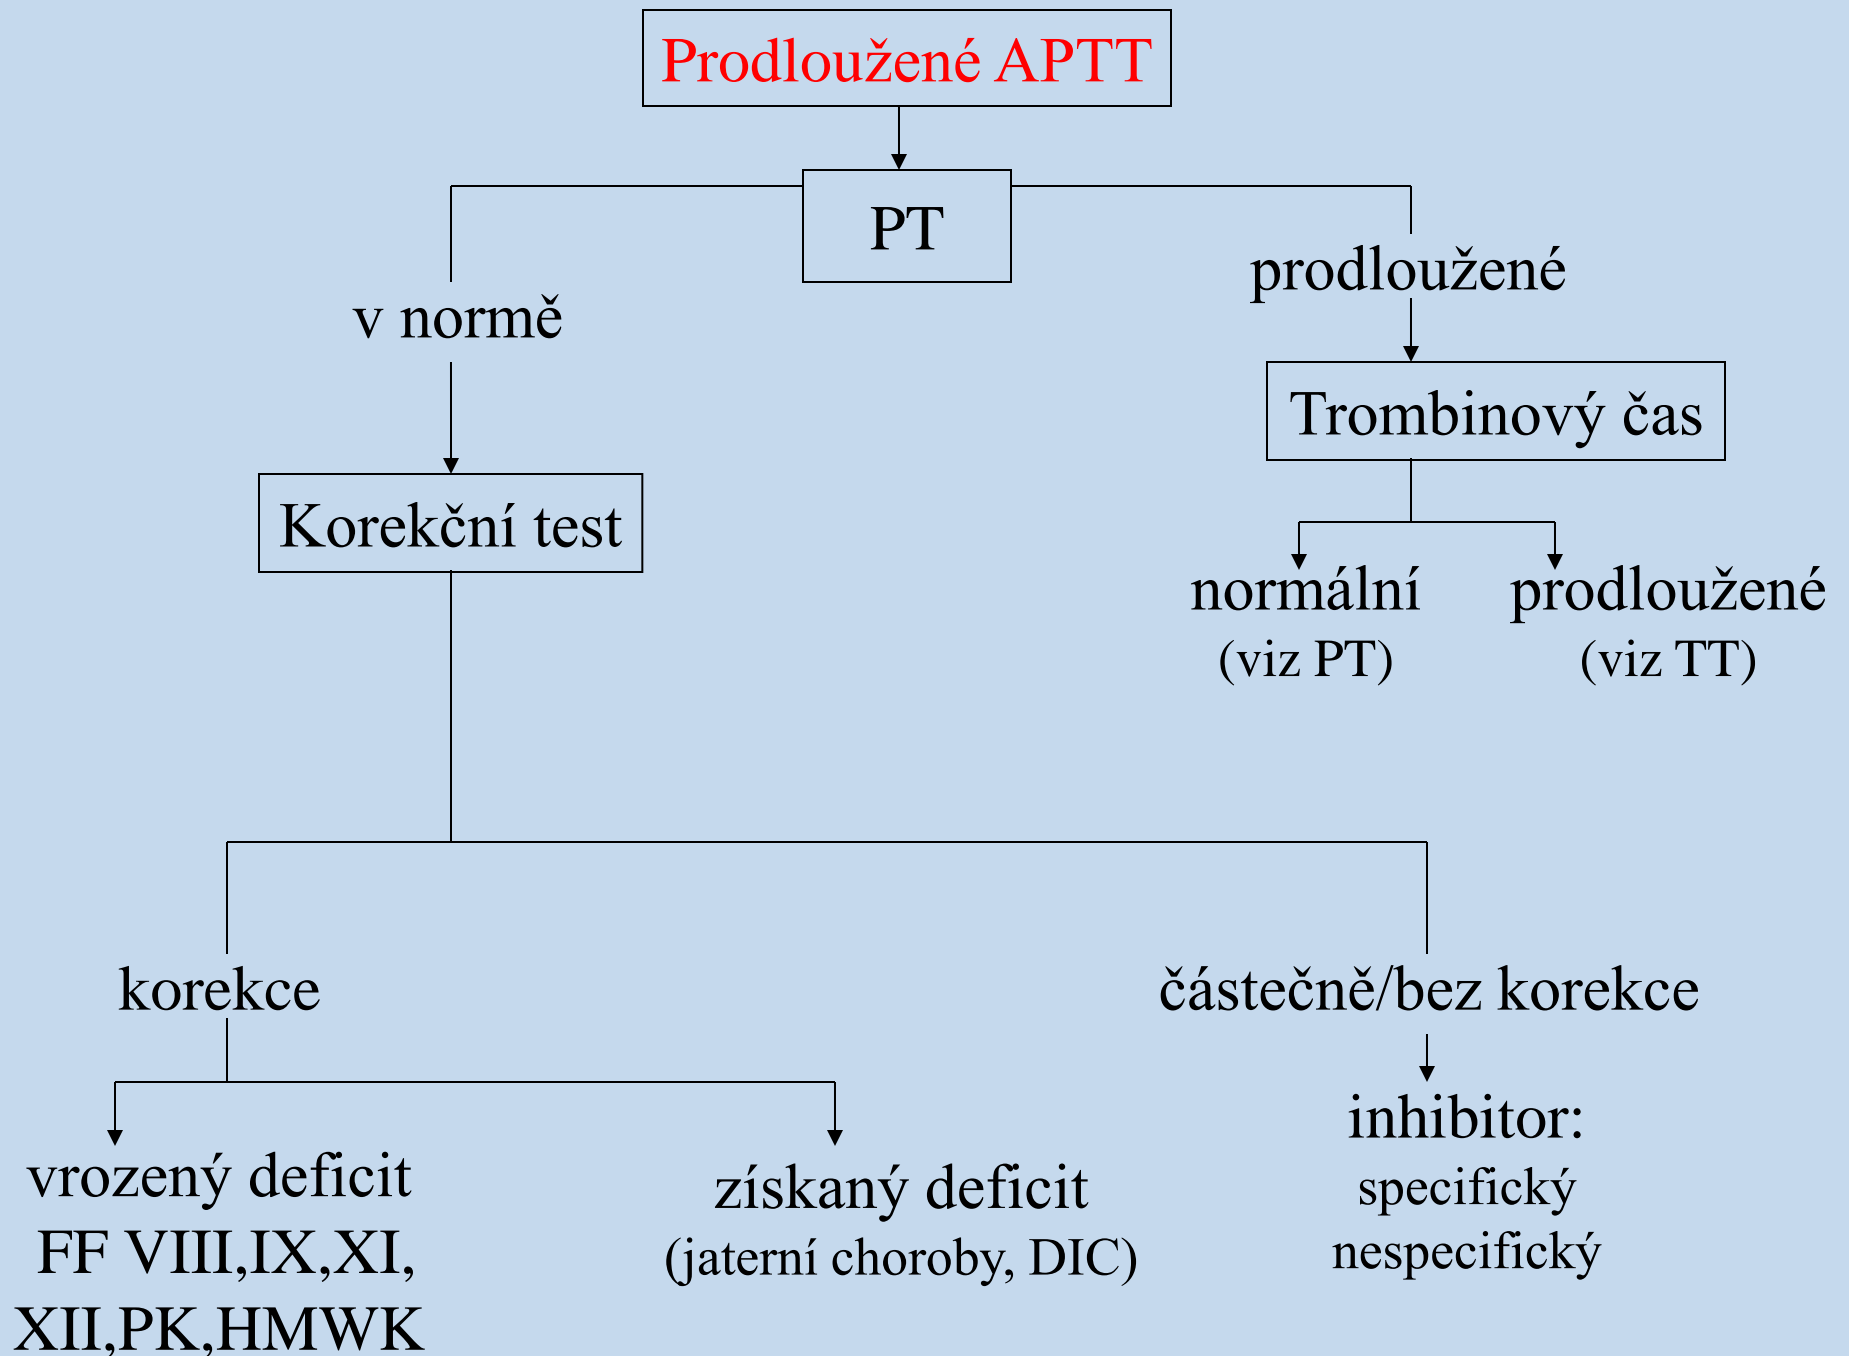 Prodloužené APTT
PT
prodloužené
v normě
Trombinový čas
Korekční test
normální
(viz PT)
prodloužené
(viz TT)
korekce
částečně/bez korekce
vrozený deficit
FF VIII,IX,XI,
XII,PK,HMWK
získaný deficit
(jaterní choroby, DIC)
inhibitor:
specifický
nespecifický